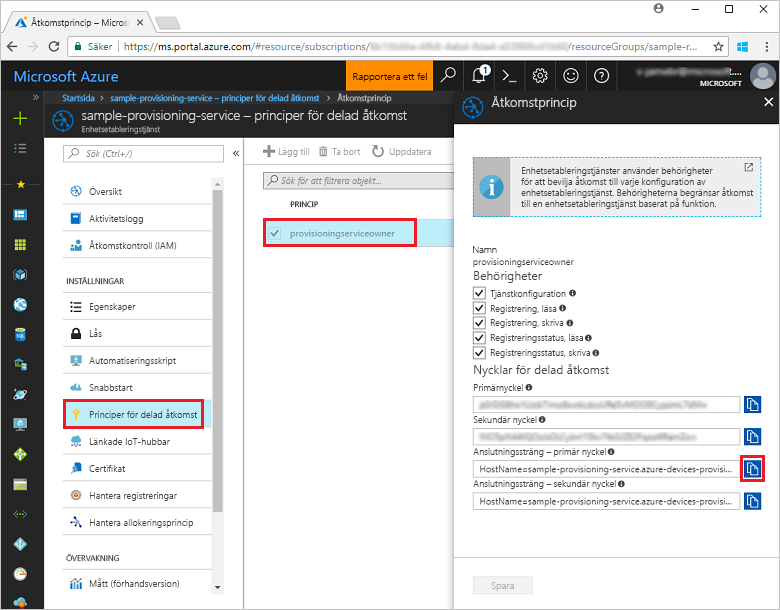 Åtkomstprincip – Micros
Säker
https://ms.portal.azure.com/#resource/subscriptions/
/resourceGroups/sample-r...
Microsoft Azure
Rapportera ett fel
1
MICROSOFT
Startsida > sample-provisioning-service – principer för delad åtkomst > Åtkomstprincip
sample-provisioning-service – principer för delad åtkomst
Enhetsetableringstjänst
Sök (Ctrl+/)
Översikt
Aktivitetslogg
Åtkomstkontroll (IAM)
INSTÄLLNINGAR
Egenskaper
Lås
Automatiseringsskript
Snabbstart
Principer för delad åtkomst
Länkade IoT-hubbar
Certifikat
Hantera registreringar
Hantera allokeringsprincip
ÖVERVAKNING
Mått (förhandsversion)
Lägg till
Ta bort
Uppdatera
Sök för att filtrera objekt...
PRINCIP
provisioningserviceowner
Åtkomstprincip
Enhetsetableringstjänster använder behörigheter
för att bevilja åtkomst till varje konfiguration av
enhetsetableringstjänst. Behörigheterna begränsar åtkomst
till en enhetsetableringstjänst baserat på funktion.
Namn
provisioningserviceowner
Behörigheter
Tjänstkonfiguration
Registrering, läsa
Registrering, skriva
Registreringsstatus, läsa
Registreringsstatus, skriva
Nycklar för delad åtkomst
Primärnyckel
Sekundär nyckel
Anslutningssträng – primär nyckel
HostName=sample-provisioning-service.azure-devices-provisi...
Anslutningssträng – sekundär nyckel
HostName=sample-provisioning-service.azure-devices-provisi...
Spara